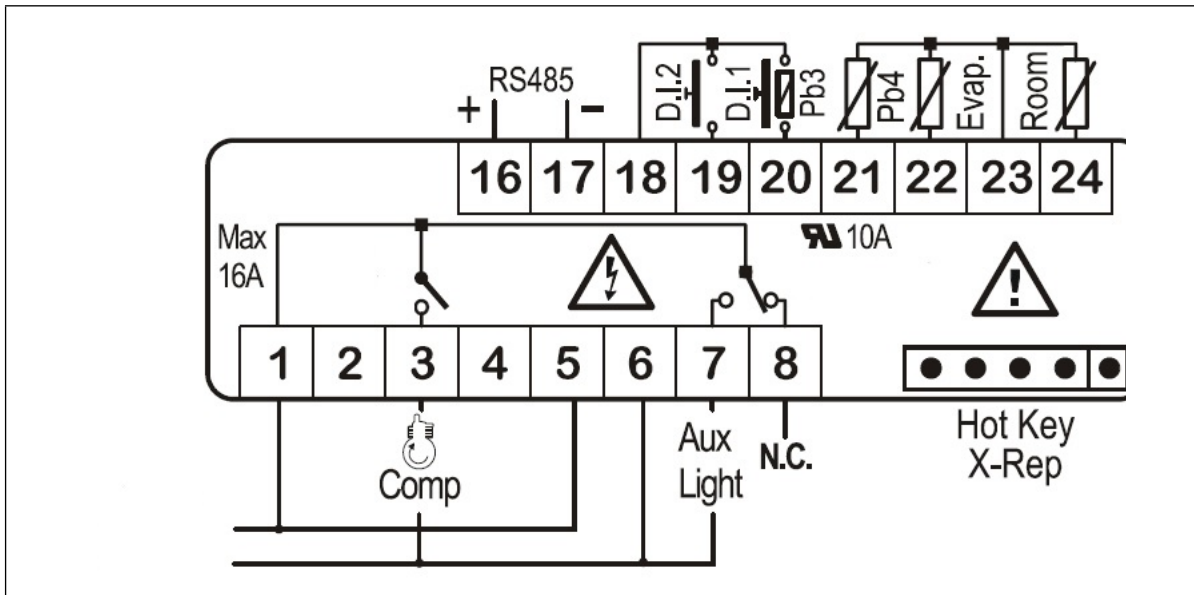 RS485
+ −
D.I.2
D.I.1
Pb3
Pb4
Evap.
Room
16 17 18 19 20 21 22 23 24
Max
16A
10A
1 2 3 4 5 6 7 8
Comp
Aux
Light
N.C.
Hot Key
X-Rep